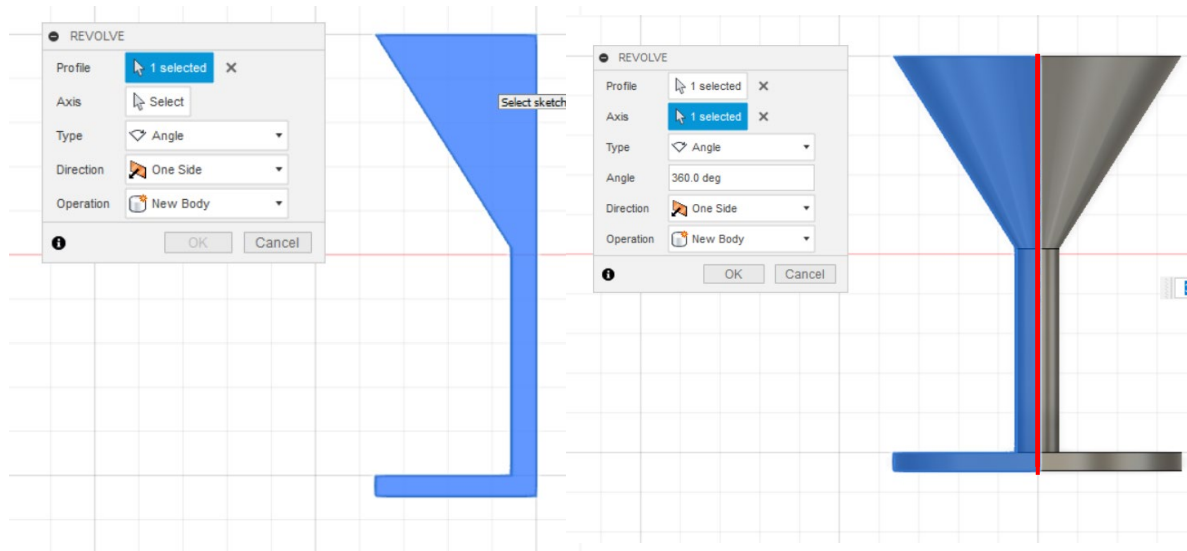 REVOLVE
Profile 1 selected
Axis Select
Type Angle
Direction One Side
Operation New Body
OK Cancel
Select sketch
REVOLVE
Profile 1 selected
Axis 1 selected
Type Angle
Angle 360.0 deg
Direction One Side
Operation New Body
OK Cancel